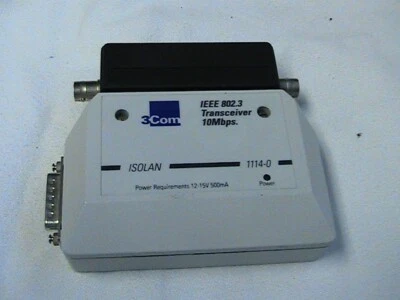 3Com
IEEE 802.3
Transceiver
10Mbps.
ISOLAN 1114-0
Power Requirements 12-15V 500mA
Power